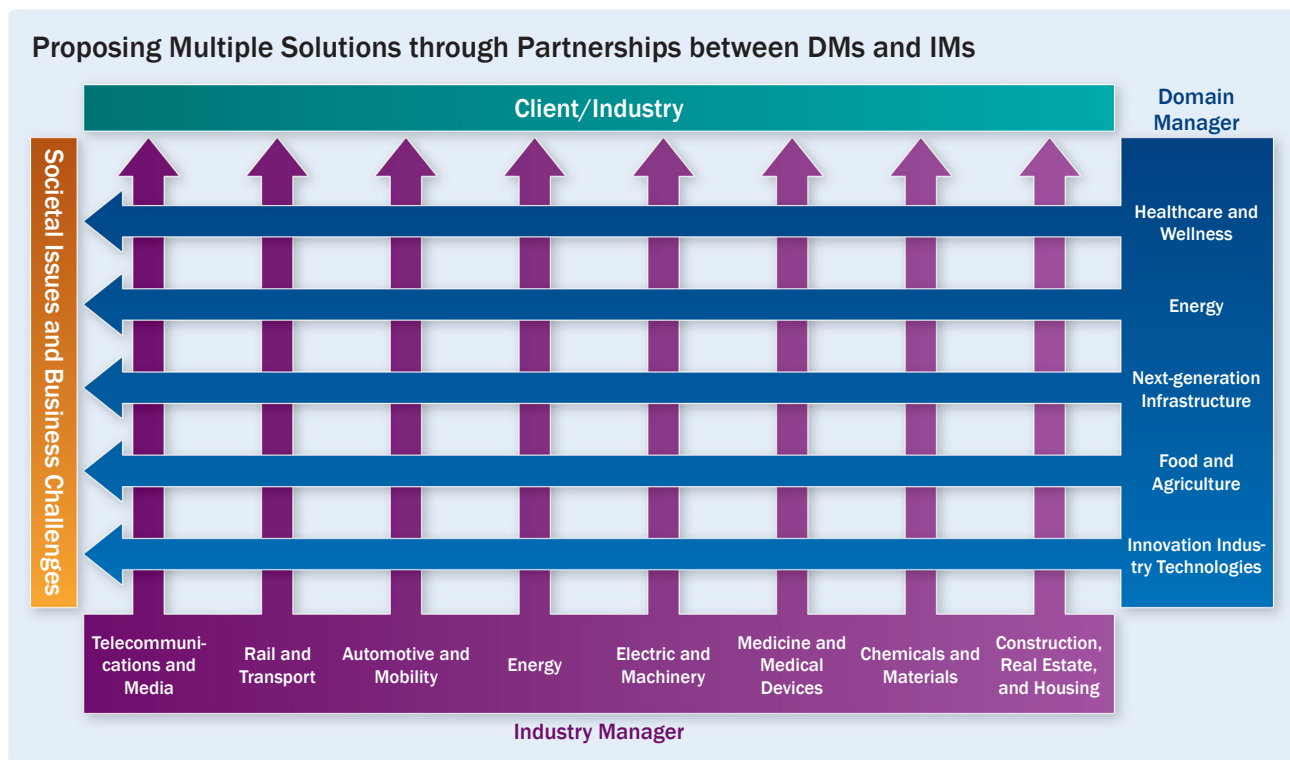 Proposing Multiple Solutions through Partnerships between DMs and IMs
Client/Industry
Domain
Manager
Societal Issues and Business Challenges
Healthcare and
Wellness
Energy
Next-generation
Infrastructure
Food and
Agriculture
Innovation Indus-
try Technologies
Telecommuni-
cations and
Media
Rail and
Transport
Automotive and
Mobility
Energy
Electric and
Machinery
Medicine and
Medical
Devices
Chemicals and
Materials
Construction,
Real Estate,
and Housing
Industry Manager